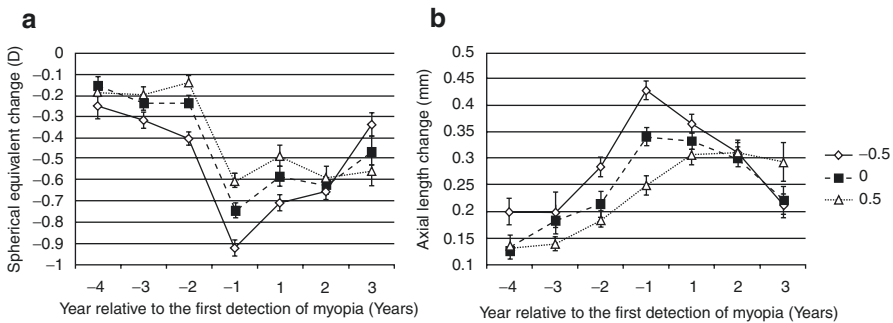 a
Spherical equivalent change (D)
0
–0.1
–0.2
–0.3
–0.4
–0.5
–0.6
–0.7
–0.8
–0.9
–1
–4 –3 –2 –1 1 2 3
Year relative to the first detection of myopia (Years)
b
Axial length change (mm)
0.5
0.45
0.4
0.35
0.3
0.25
0.2
0.15
0.1
–4 –3 –2 –1 1 2 3
Year relative to the first detection of myopia (Years)
–0.5
0
0.5